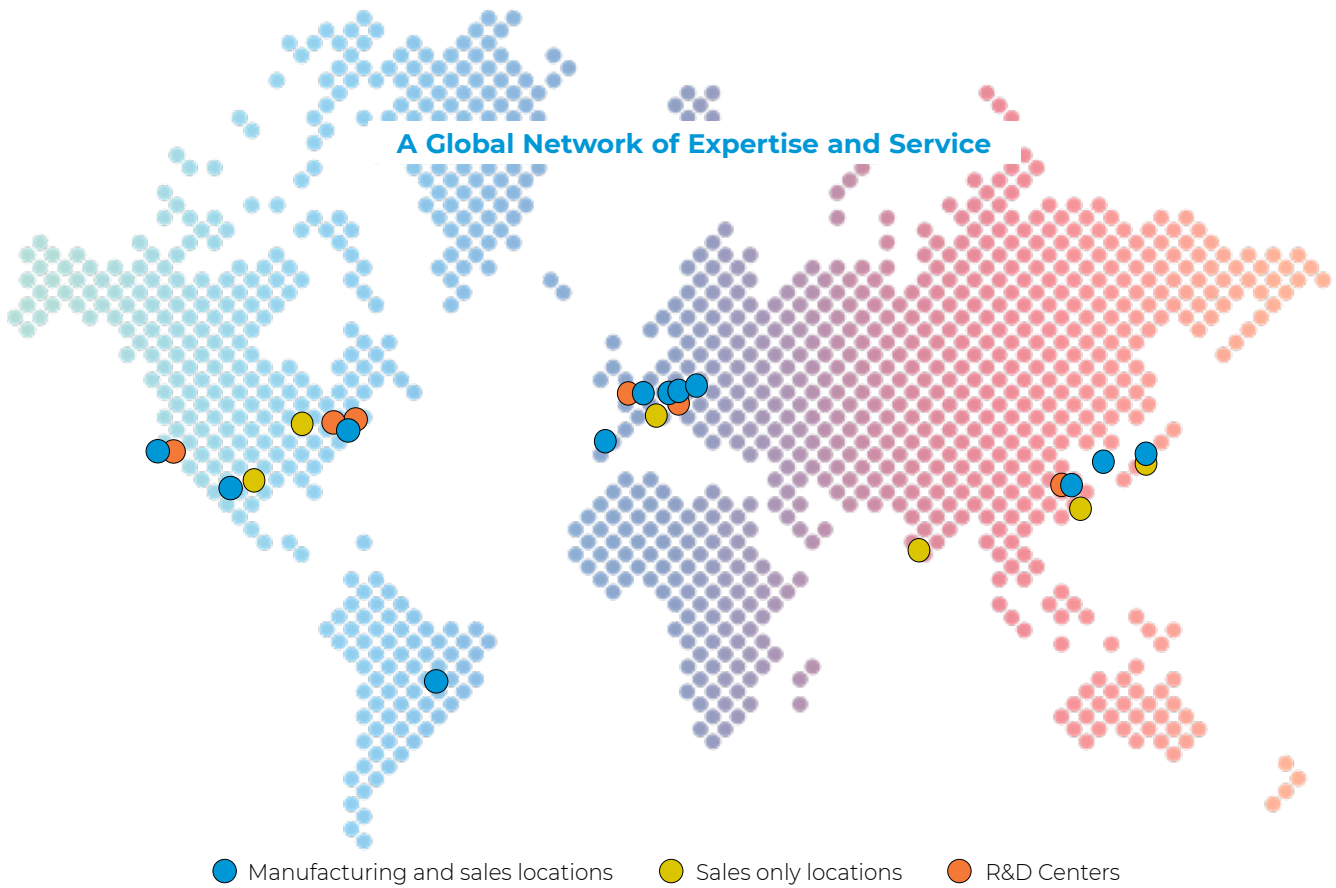 A Global Network of Expertise and Service
Manufacturing and sales locations
Sales only locations
R&D Centers